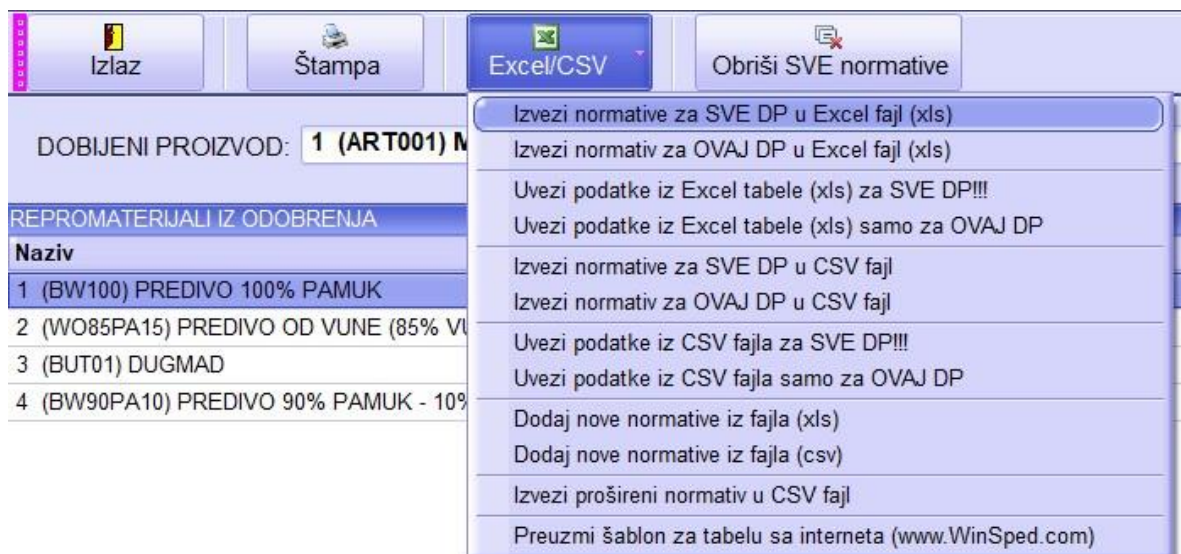 Izlaz
Štampa
Excel/CSV
Obriši SVE normative
DOBIJENI PROIZVOD: 1 (ART001)
REPROMATERIJALI IZ ODOBRENJA
Naziv
1 (BW100) PREDIVO 100% PAMUK
2 (WO85PA15) PREDIVO OD VUNE (85%
3 (BUT01) DUGMAD
4 (BW90PA10) PREDIVO 90% PAMUK - 10%
Izvezi normative za SVE DP u Excel fajl (xls)
Izvezi normativ za OVAJ DP u Excel fajl (xls)
Uvezi podatke iz Excel tabele (xls) za SVE DP!!!
Uvezi podatke iz Excel tabele (xls) samo za OVAJ DP
Izvezi normative za SVE DP u CSV fajl
Izvezi normativ za OVAJ DP u CSV fajl
Uvezi podatke iz CSV fajla za SVE DP!!!
Uvezi podatke iz CSV fajla samo za OVAJ DP
Dodaj nove normative iz fajla (xls)
Dodaj nove normative iz fajla (csv)
Izvezi prošireni normativ u CSV fajl
Preuzmi šablon za tabelu sa interneta (www.WinSped.com)